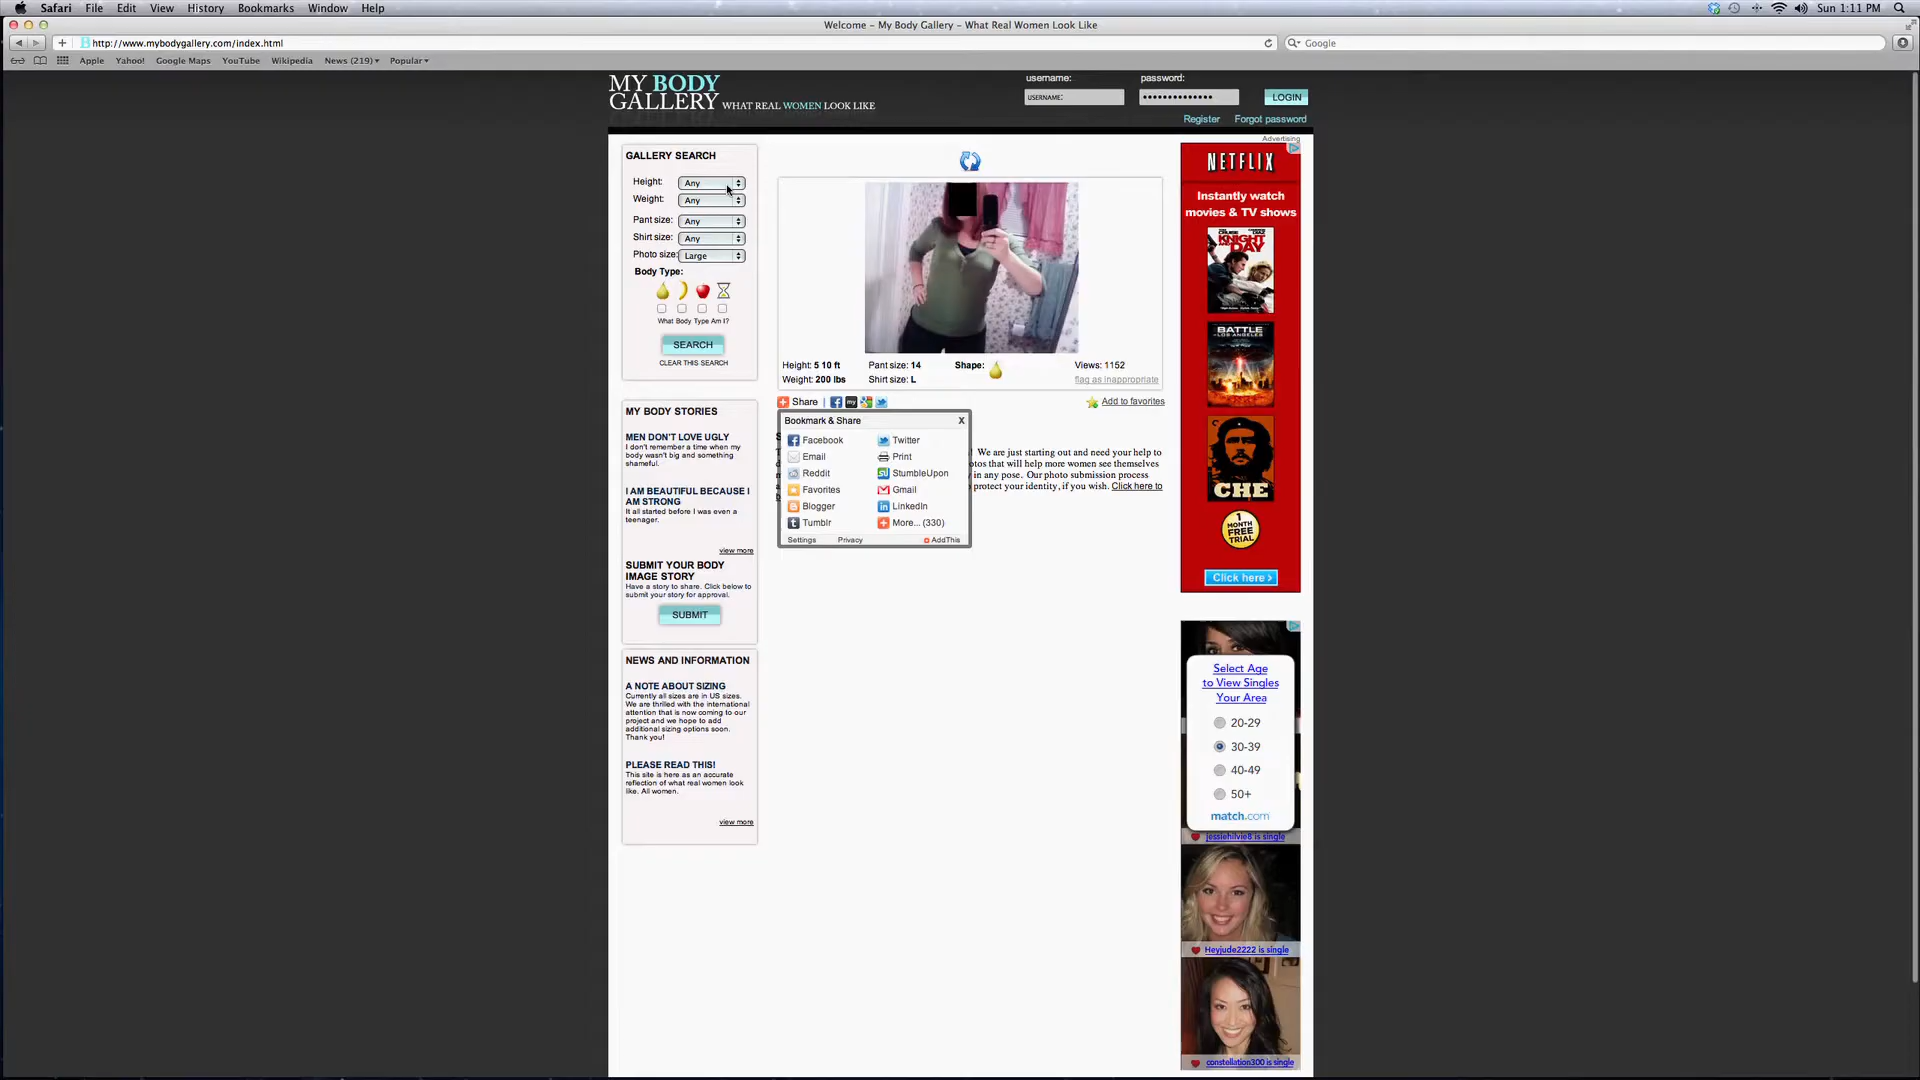 Safari File Edit View History Bookmarks Window Help Sun 1:11 PM
Welcome – My Body Gallery – What Real Women Look Like
http://www.mybodygallery.com/index.html
Google
Apple Yahoo! Google Maps YouTube Wikipedia News (219) Popular
MY BODY GALLERY WHAT REAL WOMEN LOOK LIKE
username: password:
USERNAME: •••••••••••••• LOGIN
Register Forgot password
Advertising
GALLERY SEARCH
Height: Any
Weight: Any
Pant size: Any
Shirt size: Any
Photo size: Large
Body Type:
What Body Type Am I?
SEARCH
CLEAR THIS SEARCH
MY BODY STORIES
MEN DON'T LOVE UGLY
I don't remember a time when my
body wasn't big and something
shameful.
I AM BEAUTIFUL BECAUSE I
AM STRONG
It all started before I was even a
teenager.
view more
SUBMIT YOUR BODY
IMAGE STORY
Have a story to share. Click below to
submit your story for approval.
SUBMIT
NEWS AND INFORMATION
A NOTE ABOUT SIZING
Currently all sizes are in US sizes.
We are thrilled with the international
attention that is now coming to our
project and we hope to add
additional sizing options soon.
Thank you!
PLEASE READ THIS!
This site is here as an accurate
reflection of what real women look
like. All women.
view more
Height: 5 10 ft Pant size: 14 Shape: Views: 1152
Weight: 200 lbs Shirt size: L flag as inappropriate
Share | Add to favorites
Bookmark & Share X
Facebook Twitter
Email Print
Reddit StumbleUpon
Favorites Gmail
Blogger LinkedIn
Tumblr More... (330)
Settings Privacy AddThis
We are just starting out and need your help to
that will help more women see themselves
in any pose. Our photo submission process
protect your identity, if you wish. Click here to
NETFLIX
Instantly watch
movies & TV shows
KNIGHT AND DAY
BATTLE
LOS ANGELES
CHE
1 MONTH FREE TRIAL
Click here >
Select Age
to View Singles
Your Area
20-29
30-39
40-49
50+
match.com
jessiehilvie8 is single
Heyjude2222 is single
constellation300 is single